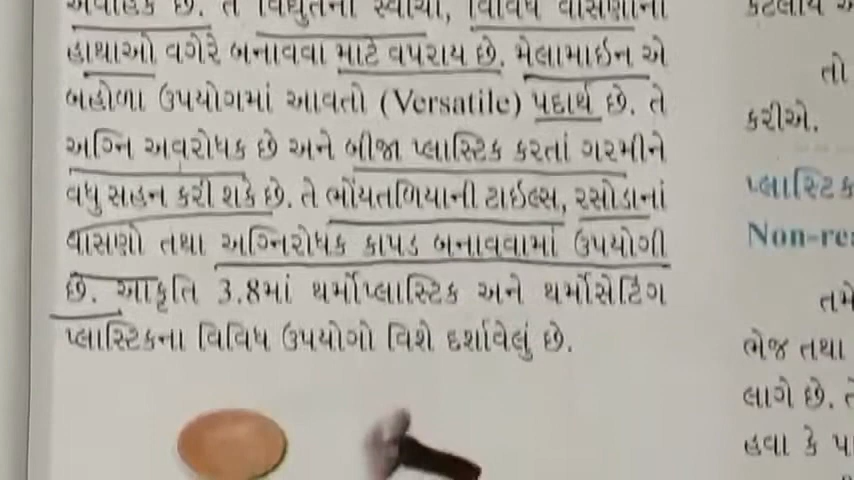 અવાહક છે. તે વિદ્યુતની સ્વીચો, વિવિધ વાસણોના
હાથાઓ વગેરે બનાવવા માટે વપરાય છે. મેલામાઇન એ
બહોળા ઉપયોગમાં આવતો (Versatile) પદાર્થ છે. તે
અગ્નિ અવરોધક છે અને બીજા પ્લાસ્ટિક કરતાં ગરમીને
વધુ સહન કરી શકે છે. તે ભોંયતળિયાની ટાઇલ્સ, રસોડાનાં
વાસણો તથા અગ્નિરોધક કાપડ બનાવવામાં ઉપયોગી
છે. આકૃતિ 3.8માં થર્મોપ્લાસ્ટિક અને થર્મોસેટિંગ
પ્લાસ્ટિકના વિવિધ ઉપયોગો વિશે દર્શાવેલું છે.
તો
કરીએ.
પ્લાસ્ટિક
તમે
ભેજ તથા
લાગે છે.
હવા કે